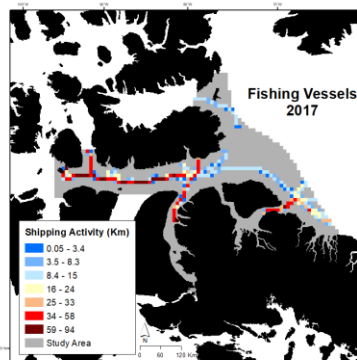 Fishing Vessels
2017
Shipping Activity (Km)
0.05 - 3.4
3.5 - 8.3
8.4 - 15
16 - 24
25 - 33
34 - 58
59 - 94
Study Area
N
0 30 60 120 Km